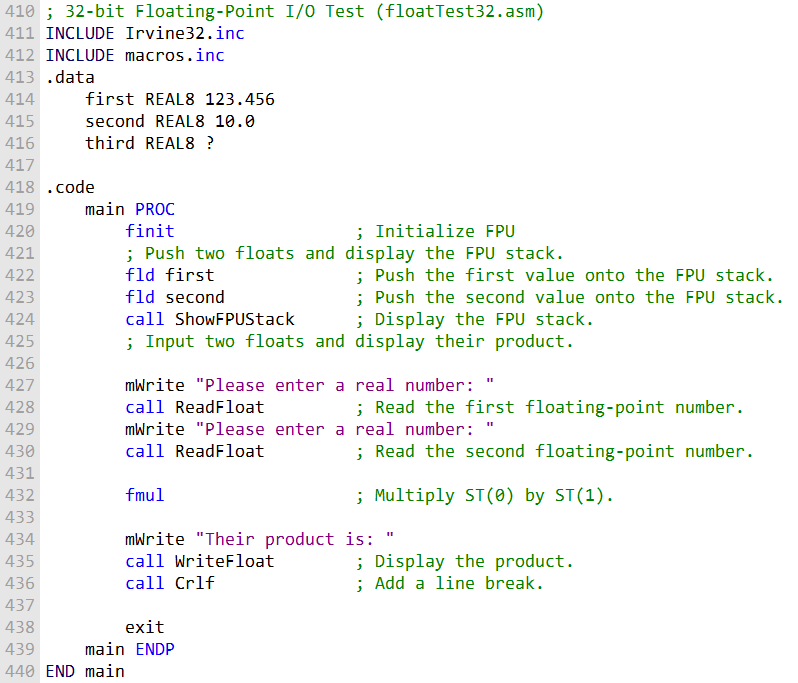 410 ; 32-bit Floating-Point I/O Test (floatTest32.asm)
411 INCLUDE Irvine32.inc
412 INCLUDE macros.inc
413 .data
414     first REAL8 123.456
415     second REAL8 10.0
416     third REAL8 ?
417
418 .code
419     main PROC
420         finit                  ; Initialize FPU
421         ; Push two floats and display the FPU stack.
422         fld first              ; Push the first value onto the FPU stack.
423         fld second             ; Push the second value onto the FPU stack.
424         call ShowFPUStack      ; Display the FPU stack.
425         ; Input two floats and display their product.
426
427         mWrite "Please enter a real number: "
428         call ReadFloat         ; Read the first floating-point number.
429         mWrite "Please enter a real number: "
430         call ReadFloat         ; Read the second floating-point number.
431
432         fmul                   ; Multiply ST(0) by ST(1).
433
434         mWrite "Their product is: "
435         call WriteFloat        ; Display the product.
436         call Crlf              ; Add a line break.
437
438         exit
439     main ENDP
440 END main